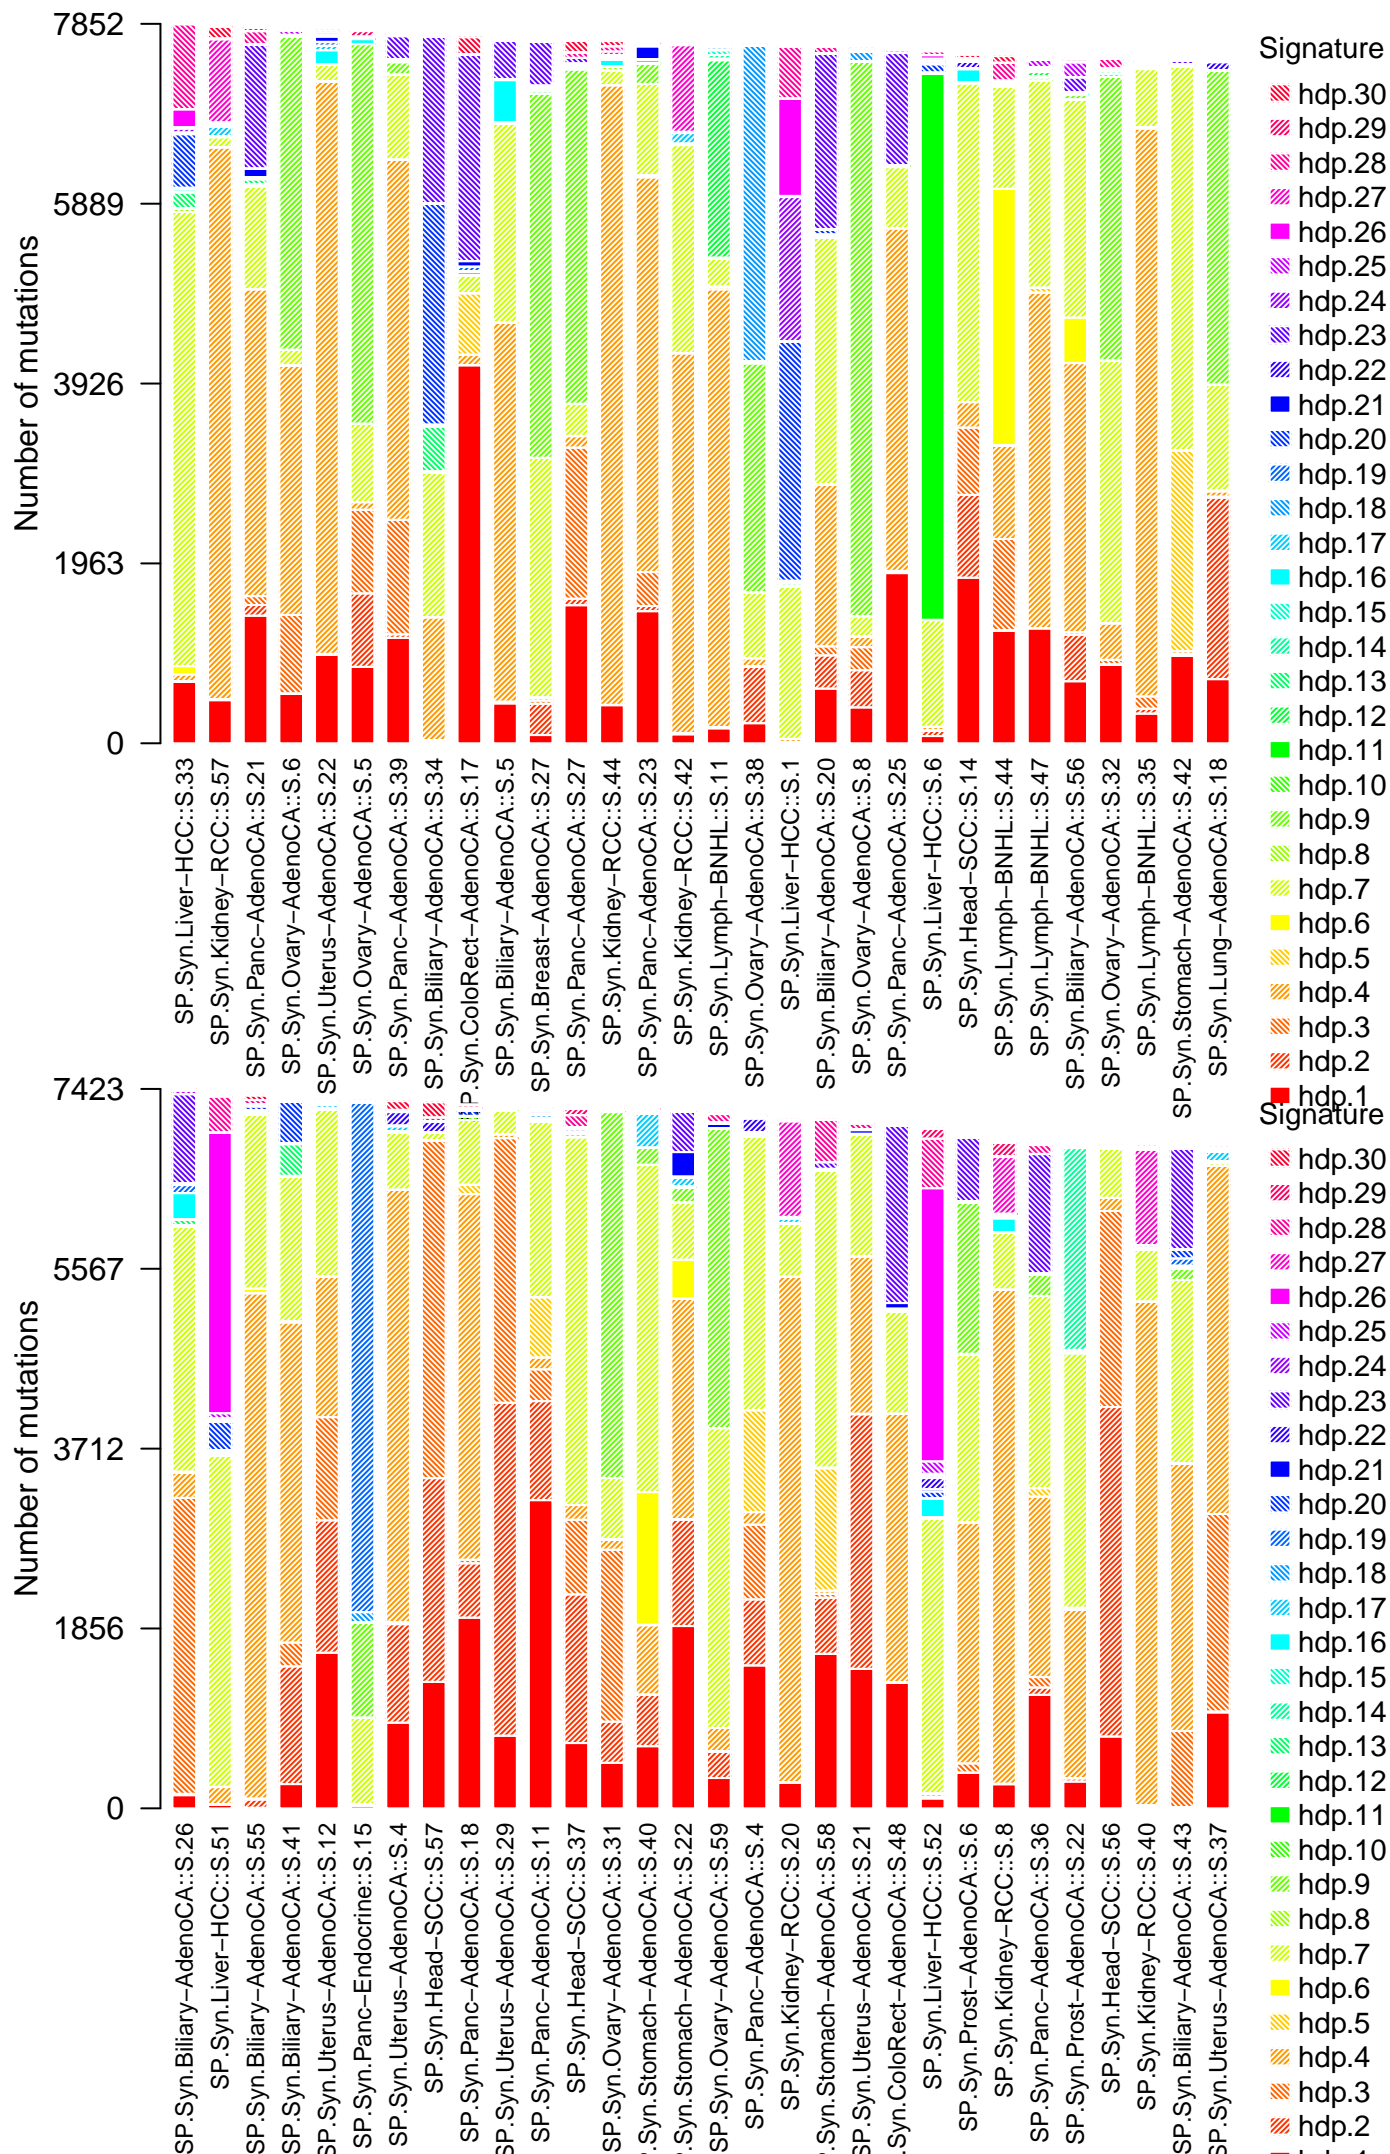 Number of mutations
7852
5889
3926
1963
0
SP.Syn.Liver−HCC::S.33
SP.Syn.Kidney−RCC::S.57
SP.Syn.Panc−AdenoCA::S.21
SP.Syn.Ovary−AdenoCA::S.6
SP.Syn.Uterus−AdenoCA::S.22
SP.Syn.Ovary−AdenoCA::S.5
SP.Syn.Panc−AdenoCA::S.39
SP.Syn.Biliary−AdenoCA::S.34
P.Syn.ColoRect−AdenoCA::S.17
SP.Syn.Biliary−AdenoCA::S.5
SP.Syn.Breast−AdenoCA::S.27
SP.Syn.Panc−AdenoCA::S.27
SP.Syn.Kidney−RCC::S.44
SP.Syn.Panc−AdenoCA::S.23
SP.Syn.Kidney−RCC::S.42
SP.Syn.Lymph−BNHL::S.11
SP.Syn.Ovary−AdenoCA::S.38
SP.Syn.Liver−HCC::S.1
SP.Syn.Biliary−AdenoCA::S.20
SP.Syn.Ovary−AdenoCA::S.8
SP.Syn.Panc−AdenoCA::S.25
SP.Syn.Liver−HCC::S.6
SP.Syn.Head−SCC::S.14
SP.Syn.Lymph−BNHL::S.44
SP.Syn.Lymph−BNHL::S.47
SP.Syn.Biliary−AdenoCA::S.56
SP.Syn.Ovary−AdenoCA::S.32
SP.Syn.Lymph−BNHL::S.35
SP.Syn.Stomach−AdenoCA::S.42
SP.Syn.Lung−AdenoCA::S.18
Signature
hdp.30
hdp.29
hdp.28
hdp.27
hdp.26
hdp.25
hdp.24
hdp.23
hdp.22
hdp.21
hdp.20
hdp.19
hdp.18
hdp.17
hdp.16
hdp.15
hdp.14
hdp.13
hdp.12
hdp.11
hdp.10
hdp.9
hdp.8
hdp.7
hdp.6
hdp.5
hdp.4
hdp.3
hdp.2
hdp.1
Number of mutations
7423
5567
3712
1856
0
SP.Syn.Biliary−AdenoCA::S.26
SP.Syn.Liver−HCC::S.51
SP.Syn.Biliary−AdenoCA::S.55
SP.Syn.Biliary−AdenoCA::S.41
SP.Syn.Uterus−AdenoCA::S.12
SP.Syn.Panc−Endocrine::S.15
SP.Syn.Uterus−AdenoCA::S.4
SP.Syn.Head−SCC::S.57
SP.Syn.Panc−AdenoCA::S.18
SP.Syn.Uterus−AdenoCA::S.29
SP.Syn.Panc−AdenoCA::S.11
SP.Syn.Head−SCC::S.37
SP.Syn.Ovary−AdenoCA::S.31
.Syn.Stomach−AdenoCA::S.40
.Syn.Stomach−AdenoCA::S.22
SP.Syn.Ovary−AdenoCA::S.59
SP.Syn.Panc−AdenoCA::S.4
SP.Syn.Kidney−RCC::S.20
.Syn.Stomach−AdenoCA::S.58
SP.Syn.Uterus−AdenoCA::S.21
.Syn.ColoRect−AdenoCA::S.48
SP.Syn.Liver−HCC::S.52
SP.Syn.Prost−AdenoCA::S.6
SP.Syn.Kidney−RCC::S.8
SP.Syn.Panc−AdenoCA::S.36
SP.Syn.Prost−AdenoCA::S.22
SP.Syn.Head−SCC::S.56
SP.Syn.Kidney−RCC::S.40
SP.Syn.Biliary−AdenoCA::S.43
SP.Syn.Uterus−AdenoCA::S.37
Signature
hdp.30
hdp.29
hdp.28
hdp.27
hdp.26
hdp.25
hdp.24
hdp.23
hdp.22
hdp.21
hdp.20
hdp.19
hdp.18
hdp.17
hdp.16
hdp.15
hdp.14
hdp.13
hdp.12
hdp.11
hdp.10
hdp.9
hdp.8
hdp.7
hdp.6
hdp.5
hdp.4
hdp.3
hdp.2